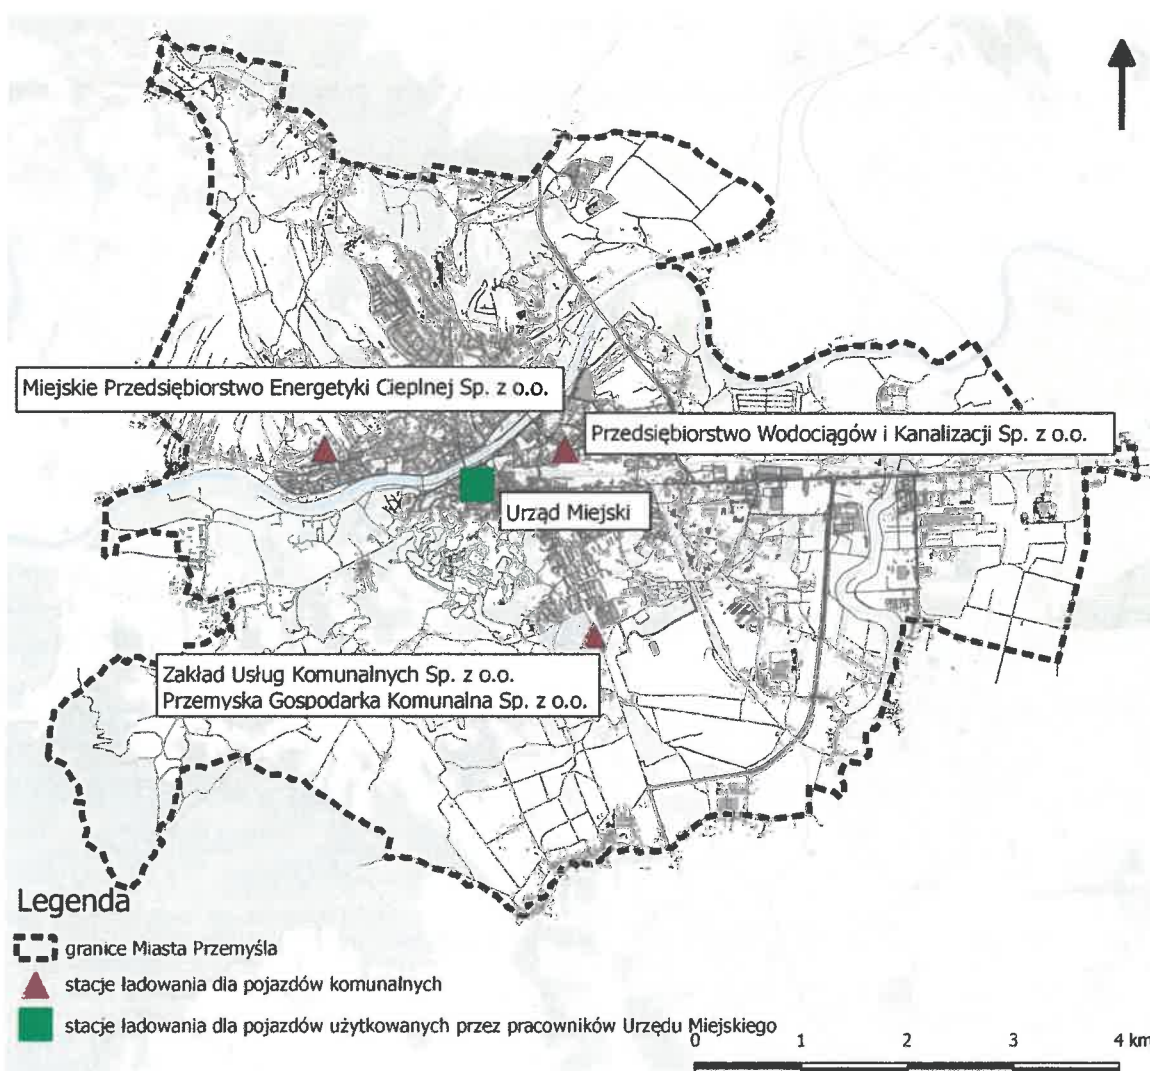 Miejskie Przedsiębiorstwo Energetyki Cieplnej Sp. z o.o.
Przedsiębiorstwo Wodociągów i Kanalizacji Sp. z o.o.
Urząd Miejski
Zakład Usług Komunalnych Sp. z o.o.
Przemyska Gospodarka Komunalna Sp. z o.o.
Legenda
granice Miasta Przemyśla
stacje ładowania dla pojazdów komunalnych
stacje ładowania dla pojazdów użytkowanych przez pracowników Urzędu Miejskiego
0 1 2 3 4 km